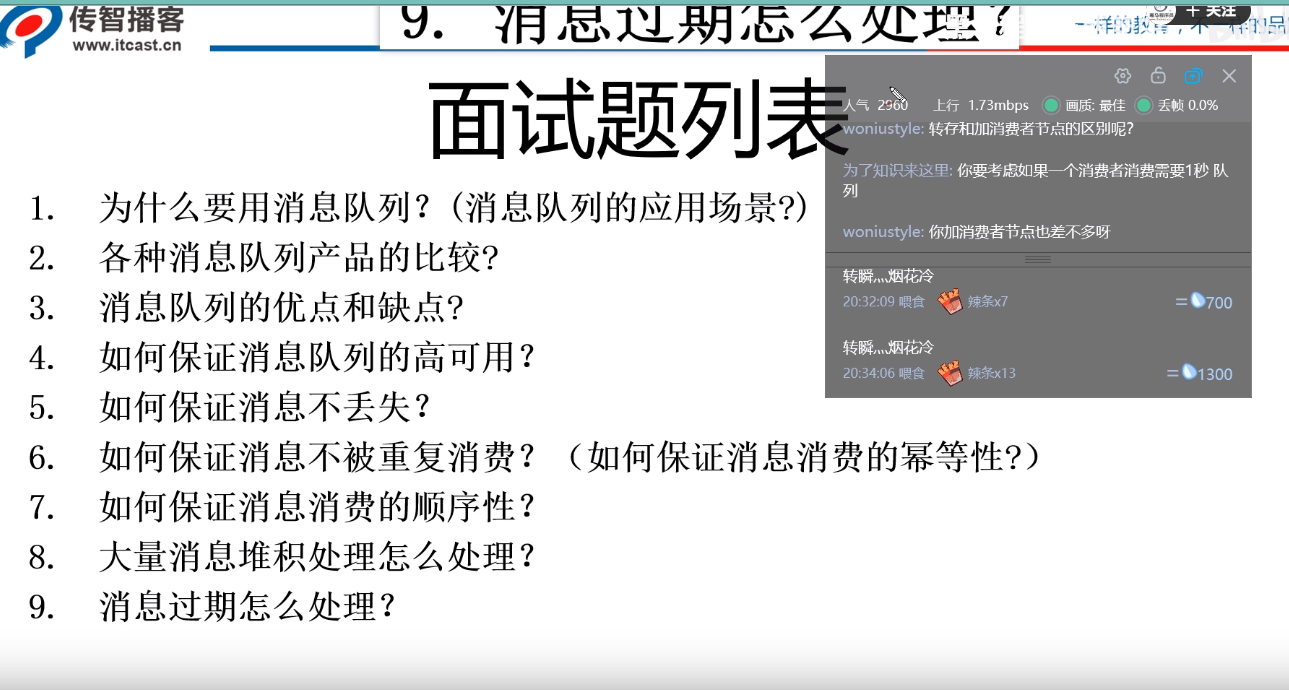 传智播客
www.itcast.cn
9. 消息过期怎么处理?
+ 关注
面试题列表
人气 2960 上行 1.73mbps 画质: 最佳 丢帧 0.0%
woniustyle: 转存和加消费者节点的区别呢?
为了知识来这里: 你要考虑如果一个消费者消费需要1秒 队
列
woniustyle: 你加消费者节点也差不多呀
转瞬灬烟花冷
20:32:09 喂食 辣条x7 =700
转瞬灬烟花冷
20:34:06 喂食 辣条x13 =1300
1. 为什么要用消息队列? (消息队列的应用场景?)
2. 各种消息队列产品的比较?
3. 消息队列的优点和缺点?
4. 如何保证消息队列的高可用?
5. 如何保证消息不丢失?
6. 如何保证消息不被重复消费? (如何保证消息消费的幂等性?)
7. 如何保证消息消费的顺序性?
8. 大量消息堆积处理怎么处理?
9. 消息过期怎么处理?